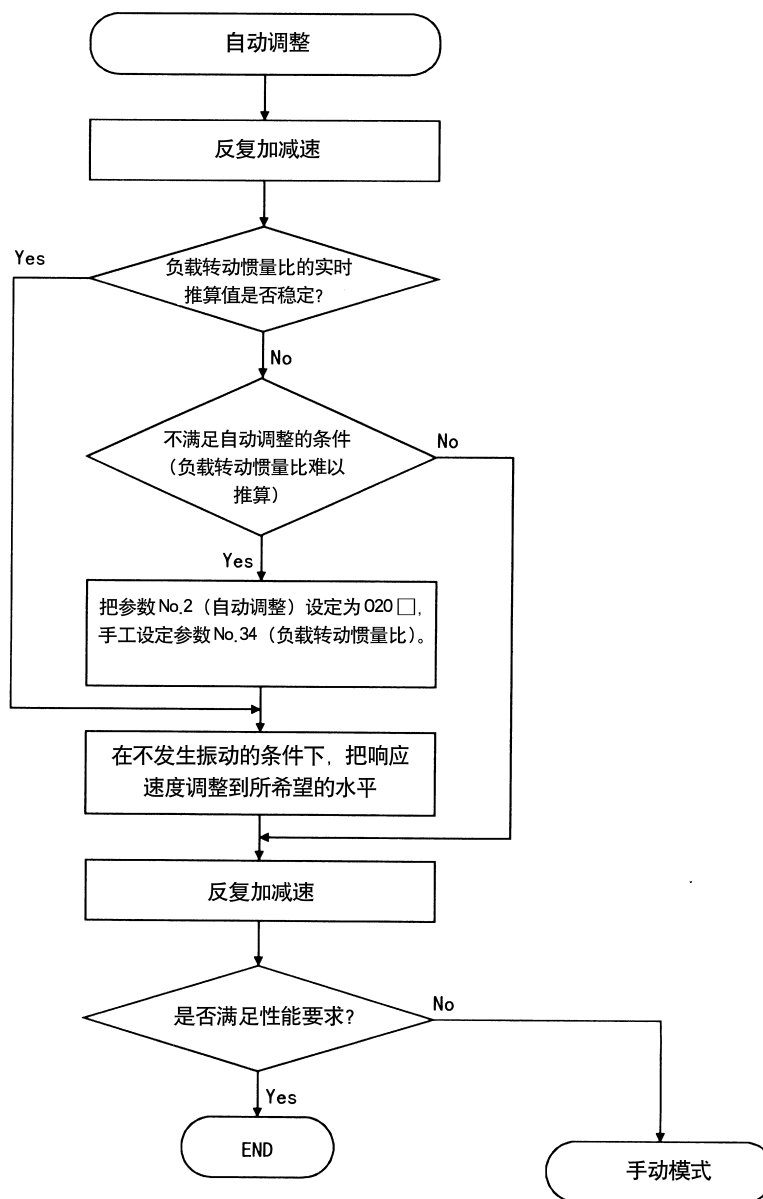 自动调整
反复加减速
Yes
负载转动惯量比的实时
推算值是否稳定?
No
不满足自动调整的条件
(负载转动惯量比难以
推算)
No
Yes
把参数No.2(自动调整)设定为020□,
手工设定参数No.34(负载转动惯量比)。
在不发生振动的条件下,把响应
速度调整到所希望的水平
反复加减速
是否满足性能要求?
No
Yes
END
手动模式